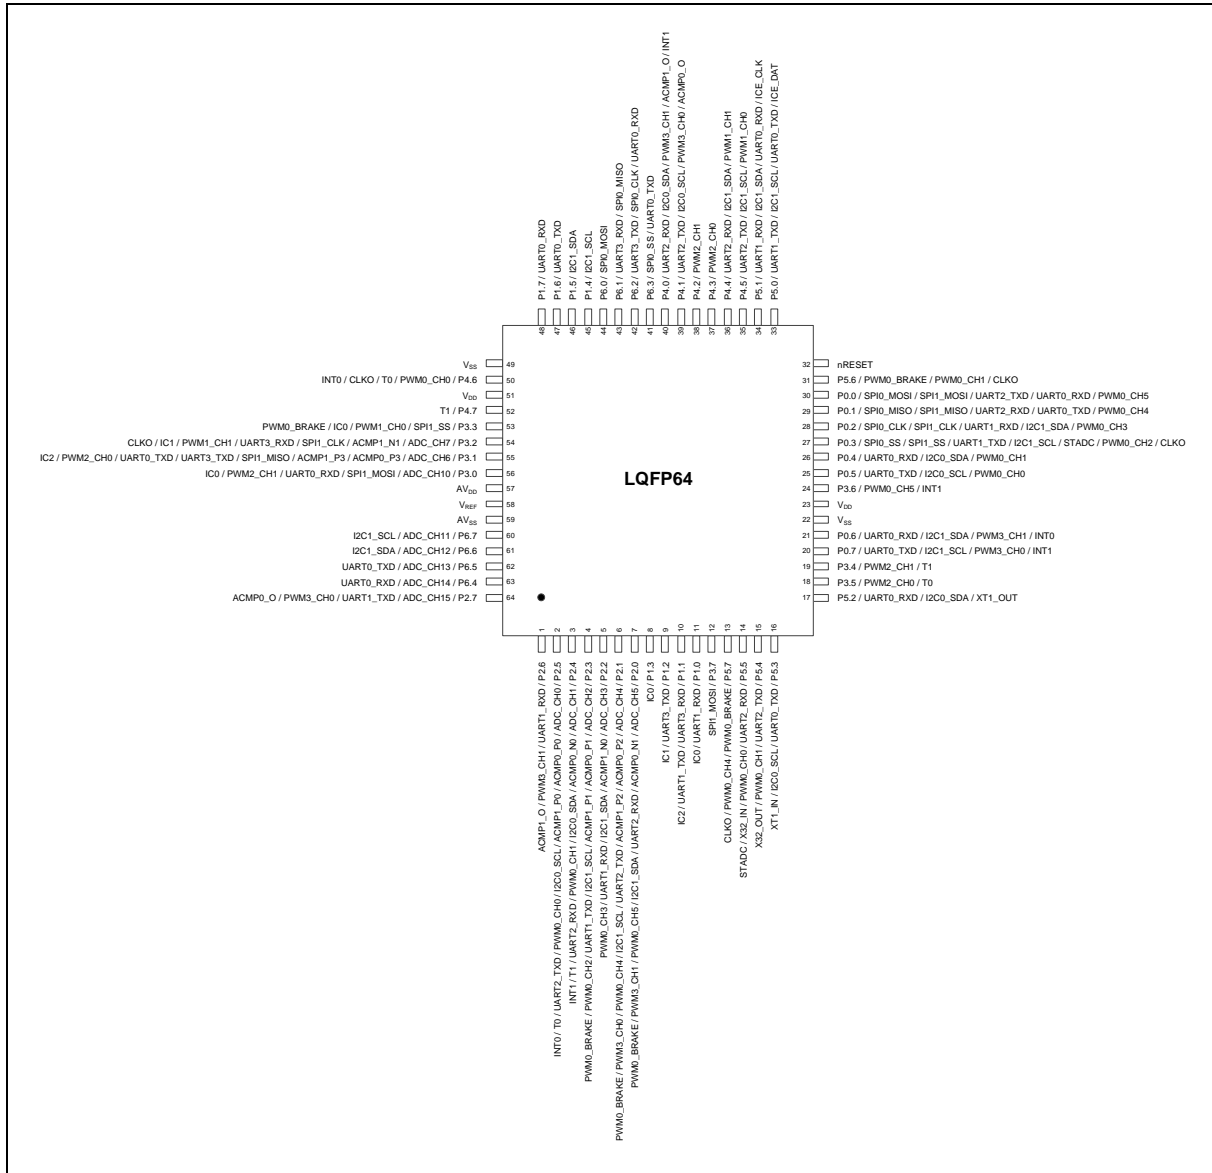 P1.7 / UART0_RXD
P1.6 / UART0_TXD
P1.5 / I2C1_SDA
P1.4 / I2C1_SCL
P6.0 / SPI0_MOSI
P6.1 / UART3_RXD / SPI0_MISO
P6.2 / UART3_TXD / SPI0_CLK / UART0_RXD
P6.3 / SPI0_SS / UART0_TXD
P4.0 / UART2_RXD / I2C0_SDA / PWM3_CH1 / ACMP1_O / INT1
P4.1 / UART2_TXD / I2C0_SCL / PWM3_CH0 / ACMP0_O
P4.2 / PWM2_CH1
P4.3 / PWM2_CH0
P4.4 / UART2_RXD / I2C1_SDA / PWM1_CH1
P4.5 / UART2_TXD / I2C1_SCL / PWM1_CH0
P5.1 / UART1_RXD / I2C1_SDA / UART0_RXD / ICE_CLK
P5.0 / UART1_TXD / I2C1_SCL / UART0_TXD / ICE_DAT
48
47
46
45
44
43
42
41
40
39
38
37
36
35
34
33
VSS 49
INT0 / CLKO / T0 / PWM0_CH0 / P4.6 50
VDD 51
T1 / P4.7 52
PWM0_BRAKE / IC0 / PWM1_CH0 / SPI1_SS / P3.3 53
CLKO / IC1 / PWM1_CH1 / UART3_RXD / SPI1_CLK / ACMP1_N1 / ADC_CH7 / P3.2 54
IC2 / PWM2_CH0 / UART0_TXD / UART3_TXD / SPI1_MISO / ACMP1_P3 / ACMP0_P3 / ADC_CH6 / P3.1 55
IC0 / PWM2_CH1 / UART0_RXD / SPI1_MOSI / ADC_CH10 / P3.0 56
AVDD 57
VREF 58
AVSS 59
I2C1_SCL / ADC_CH11 / P6.7 60
I2C1_SDA / ADC_CH12 / P6.6 61
UART0_TXD / ADC_CH13 / P6.5 62
UART0_RXD / ADC_CH14 / P6.4 63
ACMP0_O / PWM3_CH0 / UART1_TXD / ADC_CH15 / P2.7 64
LQFP64
32 nRESET
31 P5.6 / PWM0_BRAKE / PWM0_CH1 / CLKO
30 P0.0 / SPI0_MOSI / SPI1_MOSI / UART2_TXD / UART0_RXD / PWM0_CH5
29 P0.1 / SPI0_MISO / SPI1_MISO / UART2_RXD / UART0_TXD / PWM0_CH4
28 P0.2 / SPI0_CLK / SPI1_CLK / UART1_RXD / I2C1_SDA / PWM0_CH3
27 P0.3 / SPI0_SS / SPI1_SS / UART1_TXD / I2C1_SCL / STADC / PWM0_CH2 / CLKO
26 P0.4 / UART0_RXD / I2C0_SDA / PWM0_CH1
25 P0.5 / UART0_TXD / I2C0_SCL / PWM0_CH0
24 P3.6 / PWM0_CH5 / INT1
23 VDD
22 VSS
21 P0.6 / UART0_RXD / I2C1_SDA / PWM3_CH1 / INT0
20 P0.7 / UART0_TXD / I2C1_SCL / PWM3_CH0 / INT1
19 P3.4 / PWM2_CH1 / T1
18 P3.5 / PWM2_CH0 / T0
17 P5.2 / UART0_RXD / I2C0_SDA / XT1_OUT
1
2
3
4
5
6
7
8
9
10
11
12
13
14
15
16
ACMP1_O / PWM3_CH1 / UART1_RXD / P2.6
INT0 / T0 / UART2_TXD / PWM0_CH0 / I2C0_SCL / ACMP1_P0 / ACMP0_P0 / ADC_CH0 / P2.5
INT1 / T1 / UART2_RXD / PWM0_CH1 / I2C0_SDA / ACMP0_N0 / ADC_CH1 / P2.4
PWM0_BRAKE / PWM0_CH2 / UART1_TXD / I2C1_SCL / ACMP1_P1 / ACMP0_P1 / ADC_CH2 / P2.3
PWM0_CH3 / UART1_RXD / I2C1_SDA / ACMP1_N0 / ADC_CH3 / P2.2
PWM0_BRAKE / PWM3_CH0 / PWM0_CH4 / I2C1_SCL / UART2_TXD / ACMP1_P2 / ACMP0_P2 / ADC_CH4 / P2.1
PWM0_BRAKE / PWM3_CH1 / PWM0_CH5 / I2C1_SDA / UART2_RXD / ACMP0_N1 / ADC_CH5 / P2.0
IC0 / P1.3
IC1 / UART3_TXD / P1.2
IC2 / UART1_TXD / UART3_RXD / P1.1
IC0 / UART1_RXD / P1.0
SPI1_MOSI / P3.7
CLKO / PWM0_CH4 / PWM0_BRAKE / P5.7
STADC / X32_IN / PWM0_CH0 / UART2_RXD / P5.5
X32_OUT / PWM0_CH1 / UART2_TXD / P5.4
XT1_IN / I2C0_SCL / UART0_TXD / P5.3